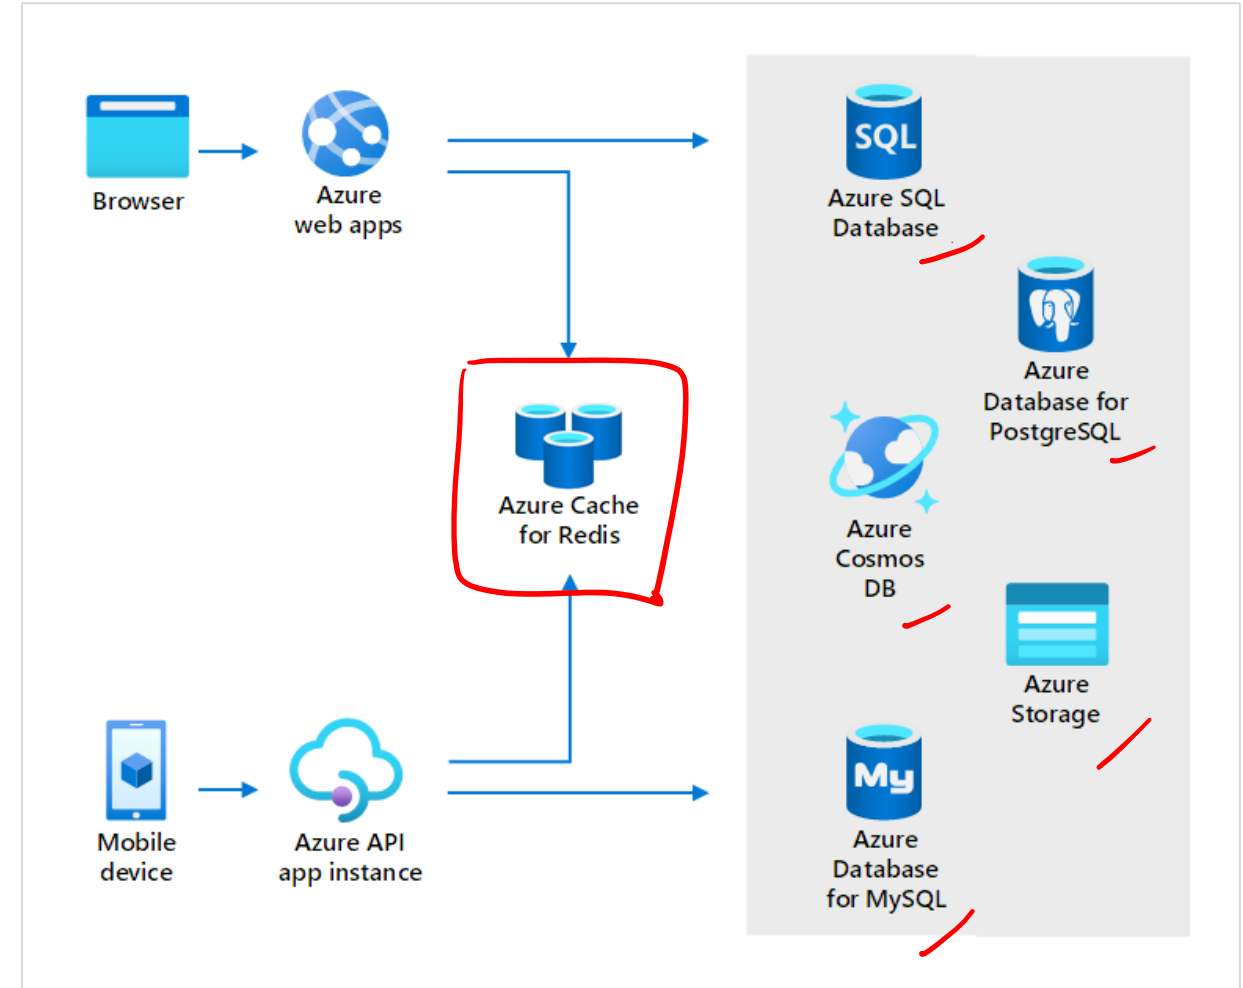 Browser
Azure
web apps
SQL
Azure SQL
Database
Azure
Database for
PostgreSQL
Azure Cache
for Redis
Azure
Cosmos
DB
Azure
Storage
Mobile
device
Azure API
app instance
My
Azure
Database
for MySQL